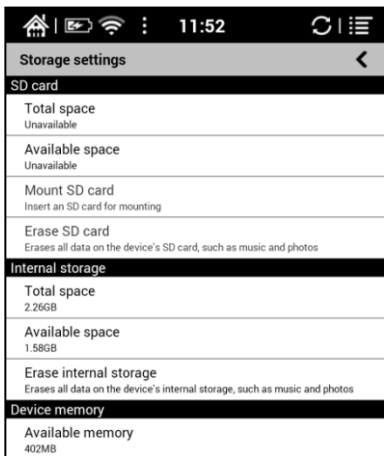 11:52
Storage settings
SD card
Total space
Unavailable
Available space
Unavailable
Mount SD card
Insert an SD card for mounting
Erase SD card
Erases all data on the device's SD card, such as music and photos
Internal storage
Total space
2.26GB
Available space
1.58GB
Erase internal storage
Erases all data on the device's internal storage, such as music and photos
Device memory
Available memory
402MB